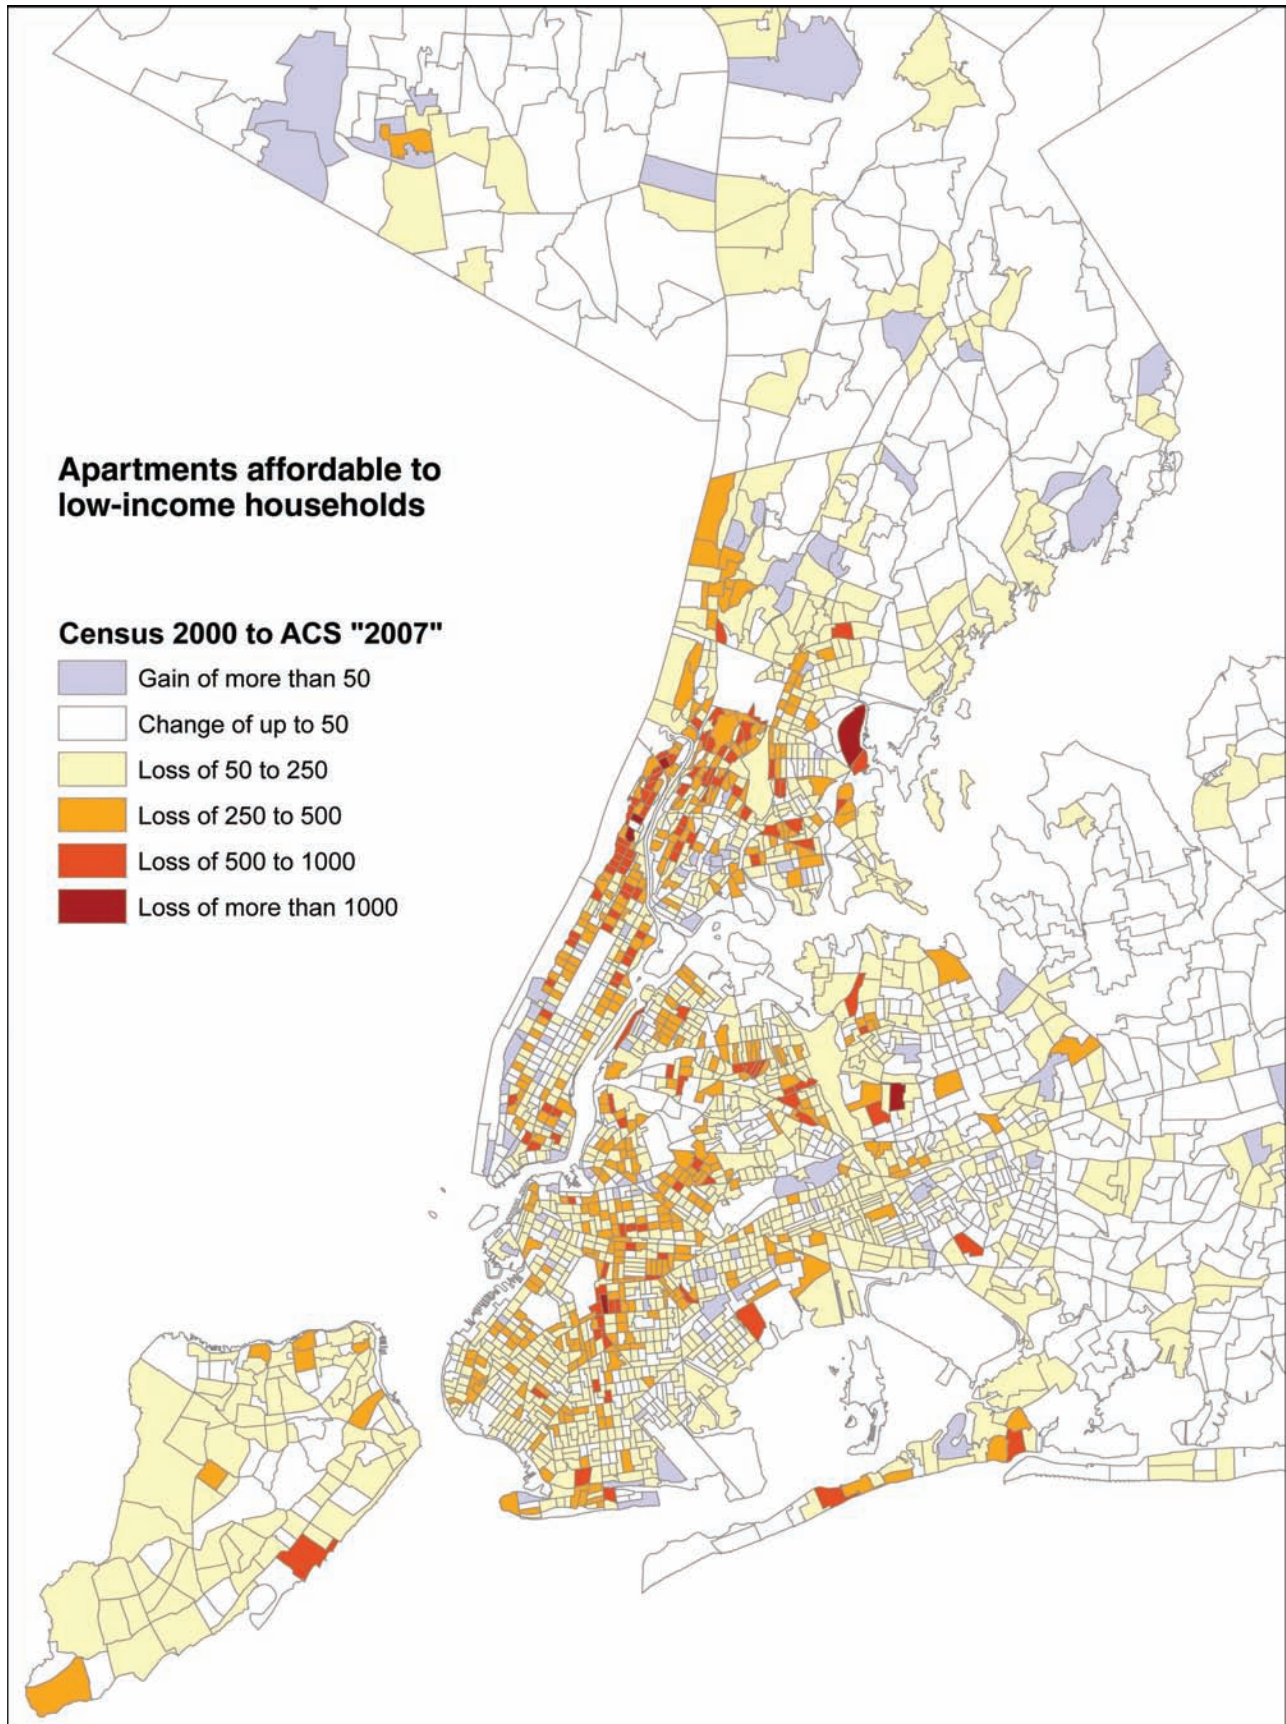 Apartments affordable to
low-income households
Census 2000 to ACS "2007"
Gain of more than 50
Change of up to 50
Loss of 50 to 250
Loss of 250 to 500
Loss of 500 to 1000
Loss of more than 1000